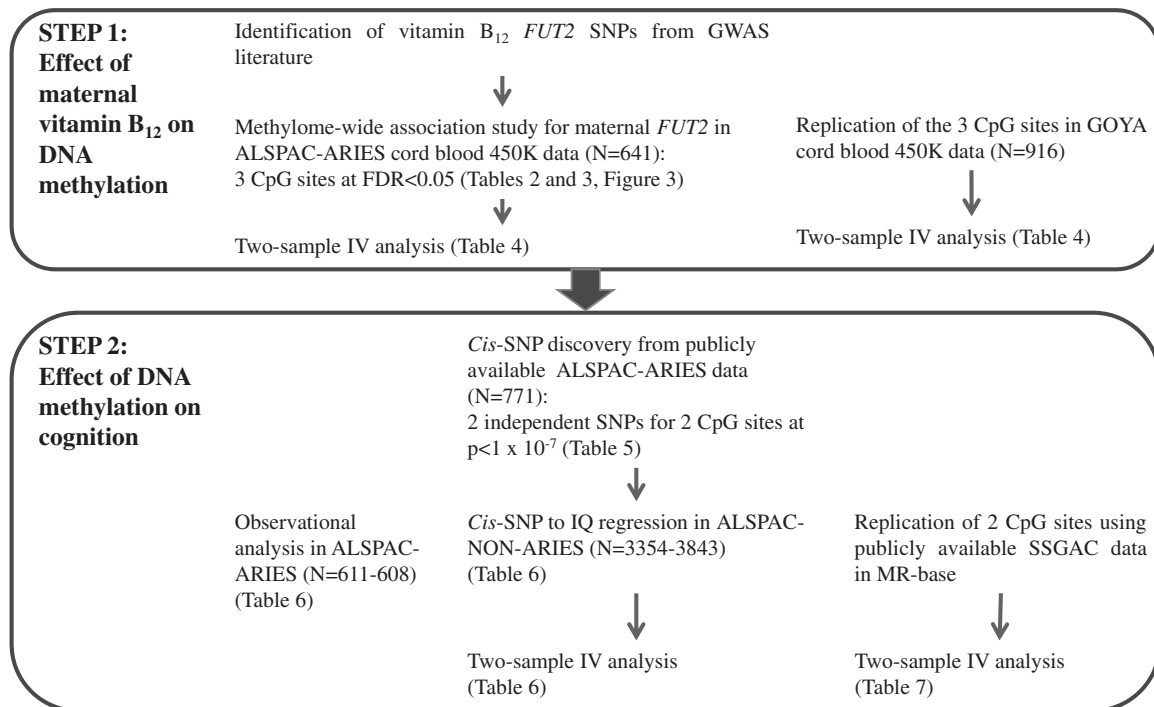 STEP 1:
Effect of
maternal
vitamin B12 on
DNA
methylation
Identification of vitamin B12 FUT2 SNPs from GWAS
literature
Methylome-wide association study for maternal FUT2 in
ALSPAC-ARIES cord blood 450K data (N=641):
3 CpG sites at FDR<0.05 (Tables 2 and 3, Figure 3)
Two-sample IV analysis (Table 4)
Replication of the 3 CpG sites in GOYA
cord blood 450K data (N=916)
Two-sample IV analysis (Table 4)
STEP 2:
Effect of DNA
methylation on
cognition
Observational
analysis in ALSPAC-
ARIES (N=611-608)
(Table 6)
Cis-SNP discovery from publicly
available ALSPAC-ARIES data
(N=771):
2 independent SNPs for 2 CpG sites at
p<1 x 10-7 (Table 5)
Cis-SNP to IQ regression in ALSPAC-
NON-ARIES (N=3354-3843)
(Table 6)
Two-sample IV analysis
(Table 6)
Replication of 2 CpG sites using
publicly available SSGAC data
in MR-base
Two-sample IV analysis
(Table 7)